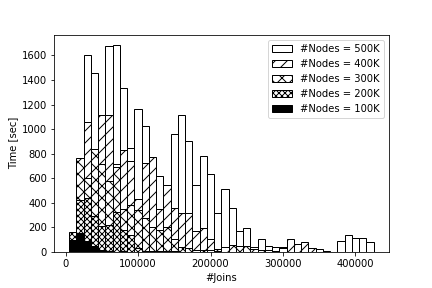 #Nodes = 500K
#Nodes = 400K
#Nodes = 300K
#Nodes = 200K
#Nodes = 100K
Time [sec]
1600
1400
1200
1000
800
600
400
200
0
0 100000 200000 300000 400000
#Joins